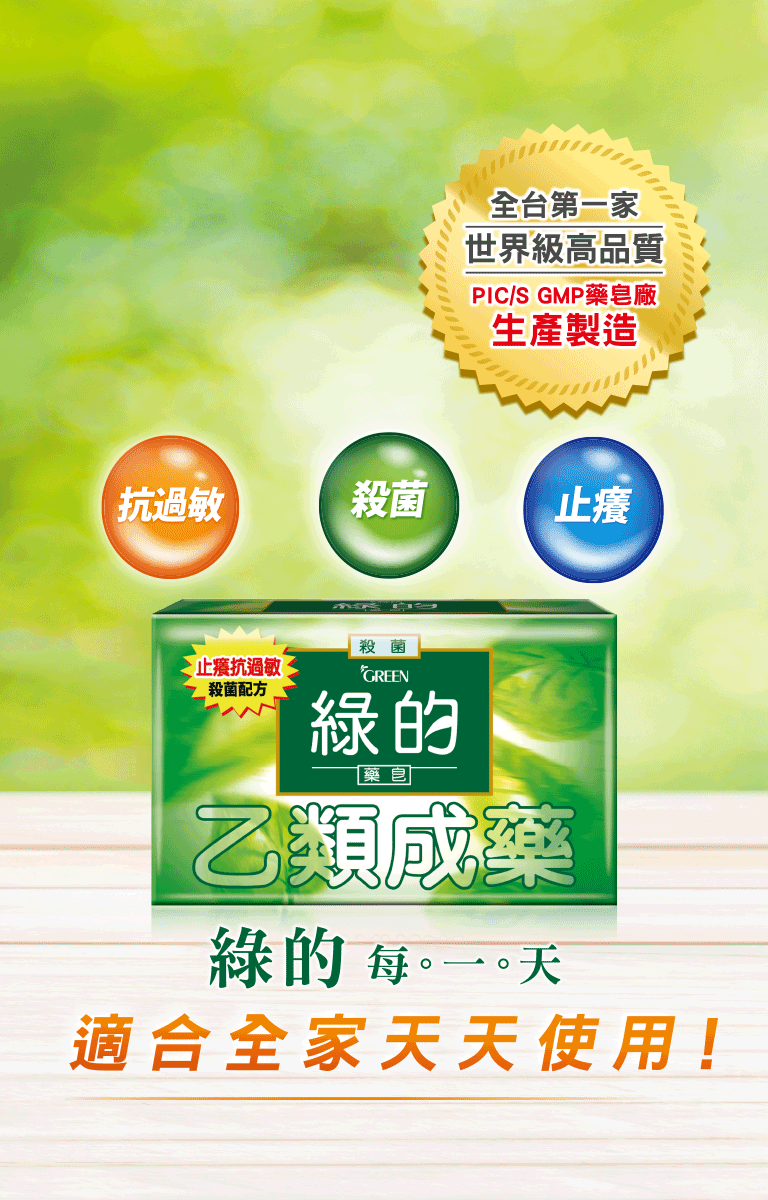 全台第一家
世界級高品質
PIC/S GMP藥皂廠
生產製造
抗過敏
殺菌
止癢
綠的
止癢抗過敏
殺菌配方
殺菌
GREEN
綠的
藥皂
乙類成藥
綠的 每。一。天
適合全家天天使用！